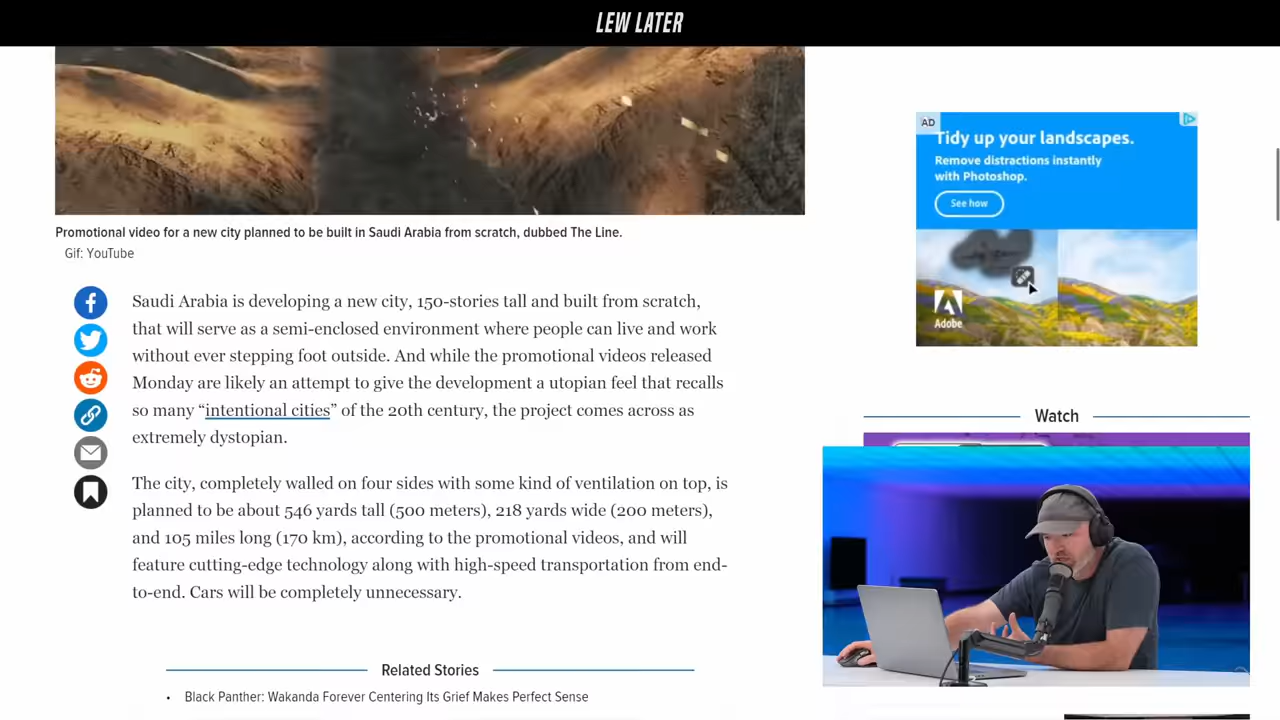 LEW LATER
Promotional video for a new city planned to be built in Saudi Arabia from scratch, dubbed The Line.
Gif: YouTube
Saudi Arabia is developing a new city, 150-stories tall and built from scratch,
that will serve as a semi-enclosed environment where people can live and work
without ever stepping foot outside. And while the promotional videos released
Monday are likely an attempt to give the development a utopian feel that recalls
so many “intentional cities” of the 20th century, the project comes across as
extremely dystopian.
The city, completely walled on four sides with some kind of ventilation on top, is
planned to be about 546 yards tall (500 meters), 218 yards wide (200 meters),
and 105 miles long (170 km), according to the promotional videos, and will
feature cutting-edge technology along with high-speed transportation from end-
to-end. Cars will be completely unnecessary.
Related Stories
• Black Panther: Wakanda Forever Centering Its Grief Makes Perfect Sense
AD
Tidy up your landscapes.
Remove distractions instantly
with Photoshop.
See how
Adobe
Watch